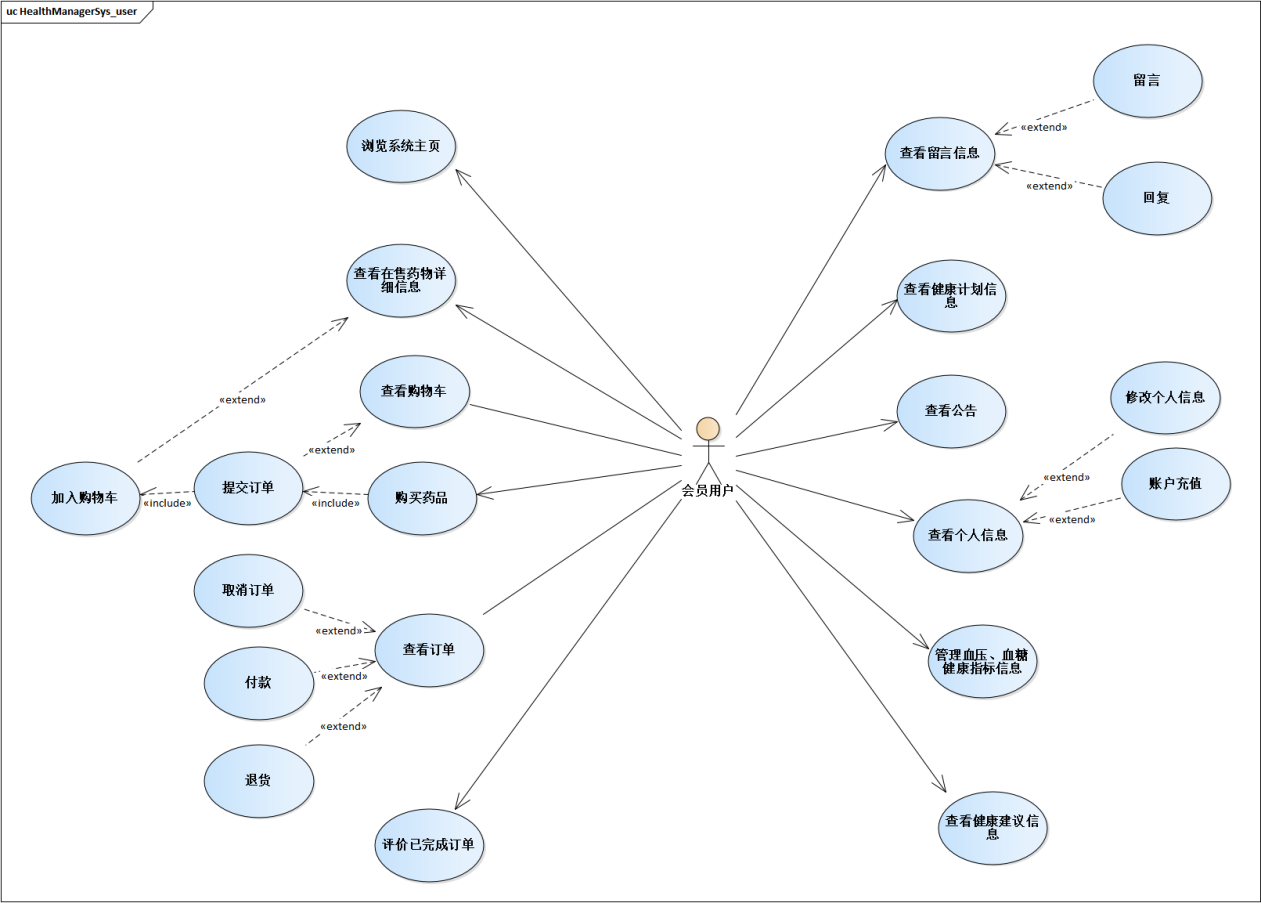 uc HealthManagerSys_user
留言
浏览系统主页
查看留言信息
«extend»
«extend»
回复
查看在售药物详
细信息
查看健康计划信
息
查看购物车
查看公告
修改个人信息
«extend»
«extend»
加入购物车
提交订单
购买药品
«include»
«include»
会员用户
«extend»
账户充值
«extend»
查看个人信息
取消订单
«extend»
查看订单
付款
«extend»
管理血压、血糖
健康指标信息
«extend»
退货
评价已完成订单
查看健康建议信
息